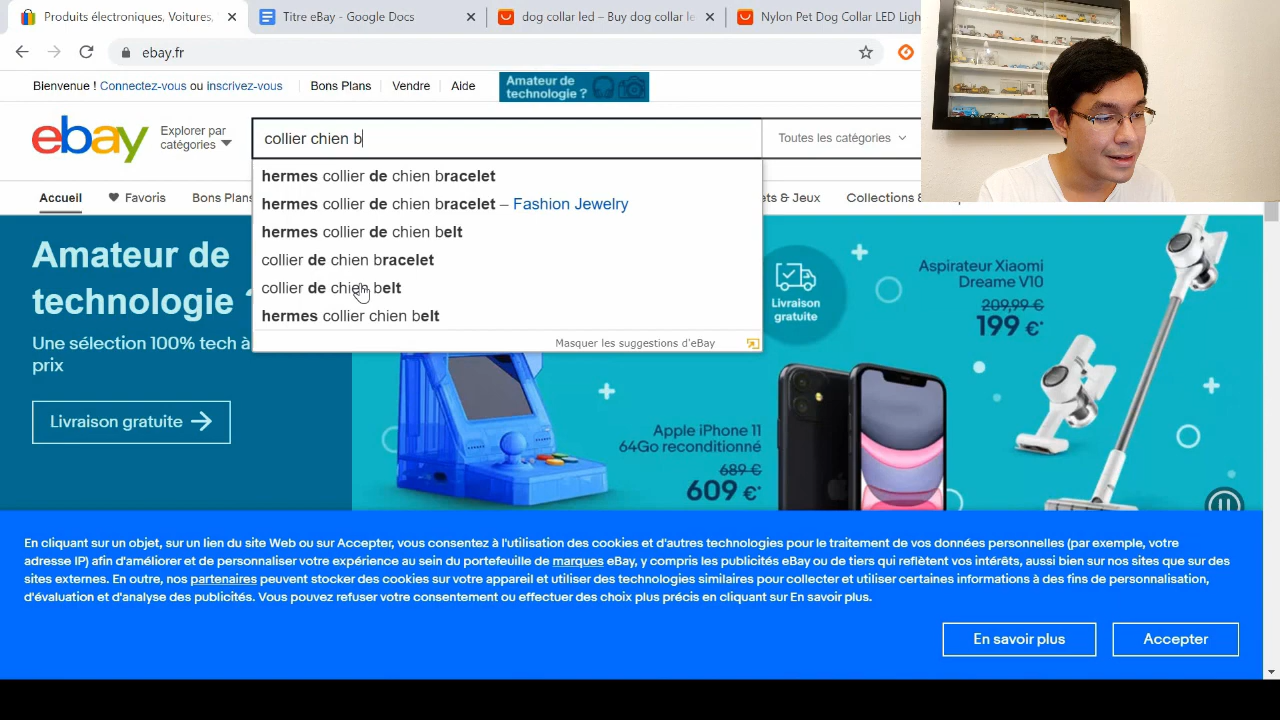 Produits électroniques, Voitures,
Titre eBay - Google Docs
dog collar led – Buy dog collar le
Nylon Pet Dog Collar LED Ligh
ebay.fr
Bienvenue ! Connectez-vous ou inscrivez-vous
Bons Plans
Vendre
Aide
Amateur de
technologie ?
ebay
Explorer par
catégories
collier chien b
Toutes les catégories
hermes collier de chien bracelet
hermes collier de chien bracelet – Fashion Jewelry
hermes collier de chien belt
collier de chien bracelet
collier de chien belt
hermes collier chien belt
Masquer les suggestions d'eBay
Accueil
Favoris
Bons Plans
ets & Jeux
Collections &
Amateur de
technologie ?
Une sélection 100% tech à
prix
Livraison gratuite
Livraison
gratuite
Aspirateur Xiaomi
Dreame V10
209,99 €
199 €*
Apple iPhone 11
64Go reconditionné
689 €
609 €*
En cliquant sur un objet, sur un lien du site Web ou sur Accepter, vous consentez à l'utilisation des cookies et d'autres technologies pour le traitement de vos données personnelles (par exemple, votre
adresse IP) afin d'améliorer et de personnaliser votre expérience au sein du portefeuille de marques eBay, y compris les publicités eBay ou de tiers qui reflètent vos intérêts, aussi bien sur nos sites que sur des
sites externes. En outre, nos partenaires peuvent stocker des cookies sur votre appareil et utiliser des technologies similaires pour collecter et utiliser certaines informations à des fins de personnalisation,
d'évaluation et d'analyse des publicités. Vous pouvez refuser votre consentement ou effectuer des choix plus précis en cliquant sur En savoir plus.
En savoir plus
Accepter